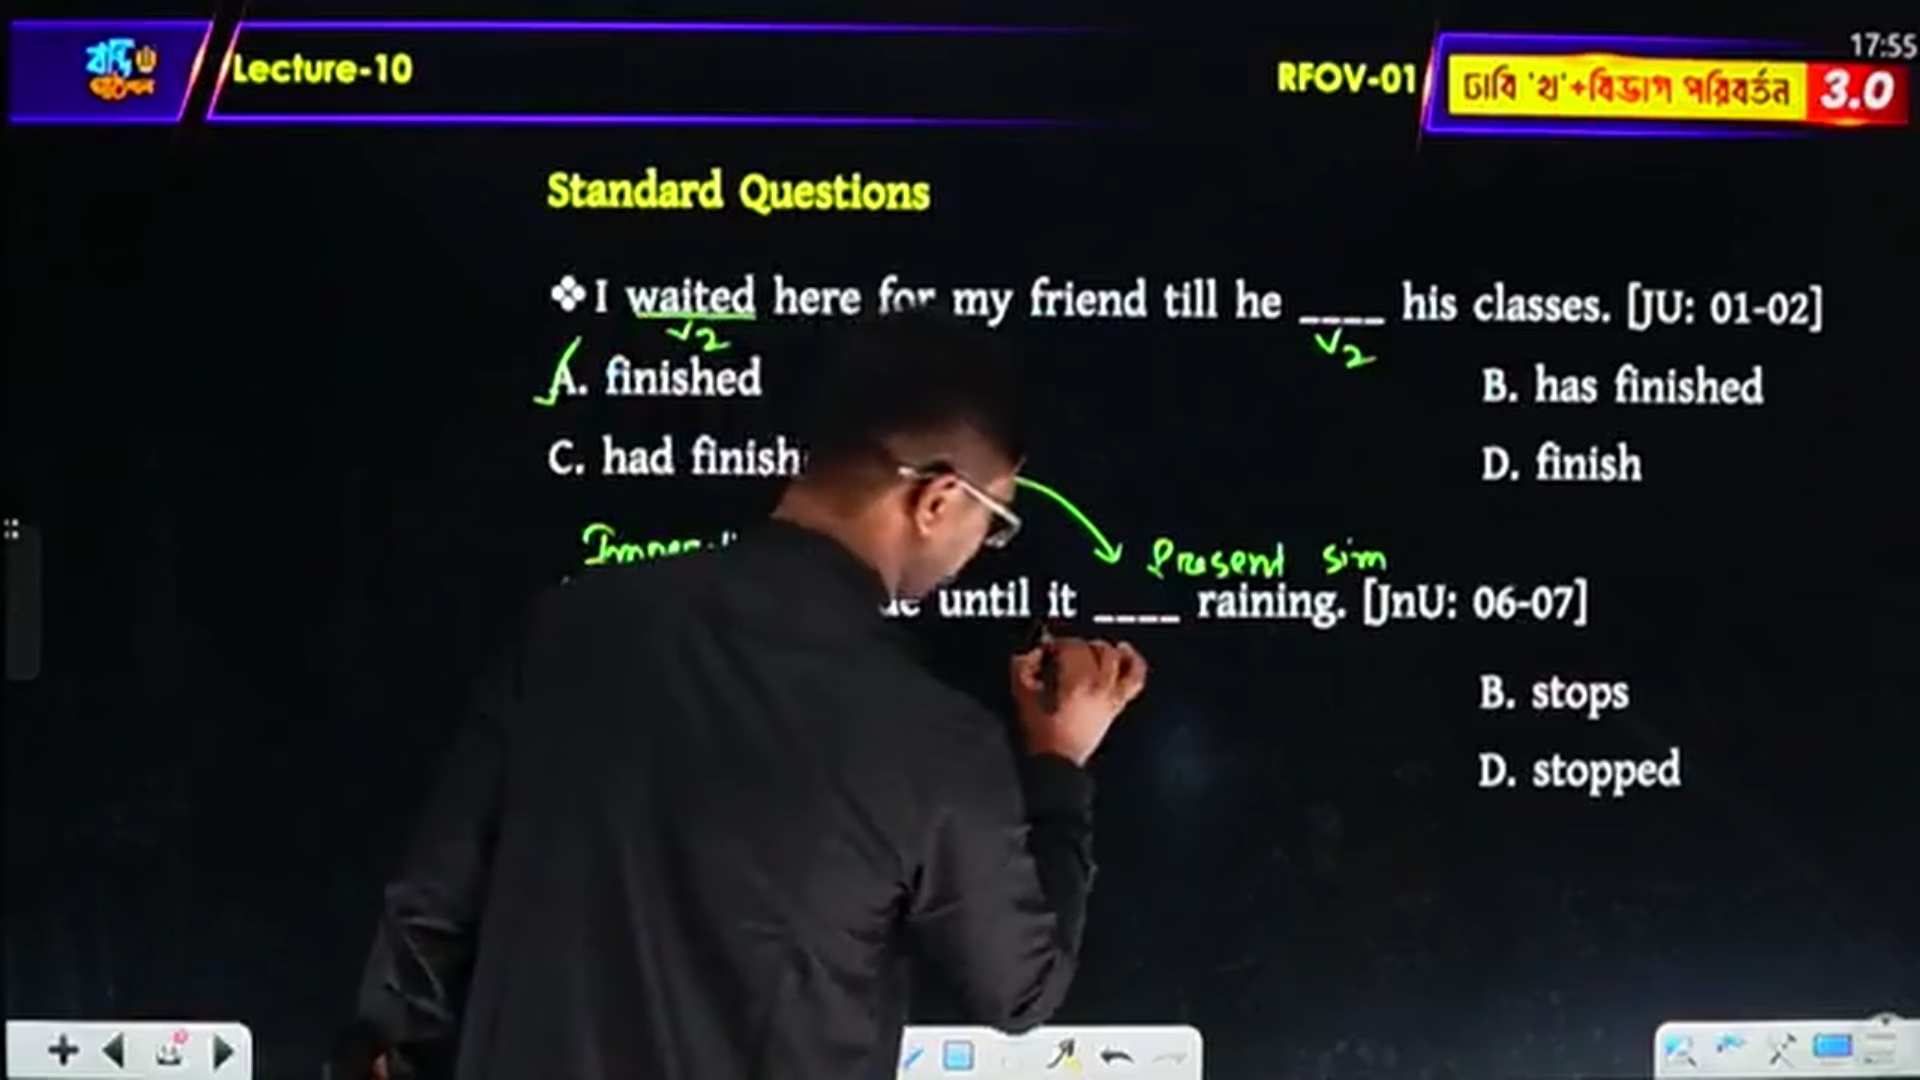 17:55
Lecture-10
RFOV-01
ঢাবি 'খ'+বিভাগ পরিবর্তন 3.0
Standard Questions
❖I waited here for my friend till he ____ his classes. [JU: 01-02]
v2 v2
A. finished
B. has finished
C. had finish
D. finish
Present sim
until it ____ raining. [JnU: 06-07]
B. stops
D. stopped